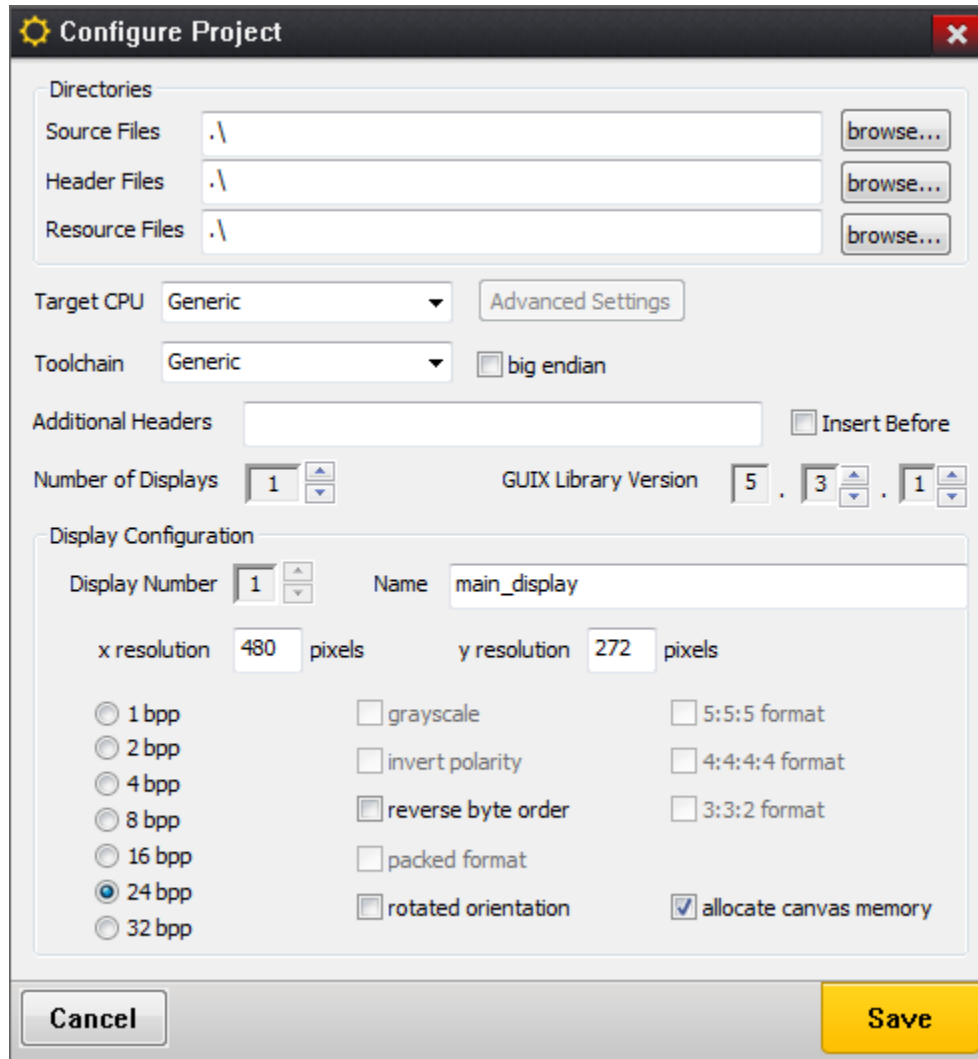 Configure Project
Directories
Source Files .\ browse...
Header Files .\ browse...
Resource Files .\ browse...
Target CPU Generic Advanced Settings
Toolchain Generic big endian
Additional Headers Insert Before
Number of Displays 1 GUIX Library Version 5 . 3 . 1
Display Configuration
Display Number 1 Name main_display
x resolution 480 pixels y resolution 272 pixels
1 bpp grayscale 5:5:5 format
2 bpp
4 bpp invert polarity 4:4:4:4 format
8 bpp reverse byte order 3:3:2 format
16 bpp packed format
24 bpp rotated orientation allocate canvas memory
32 bpp
Cancel Save